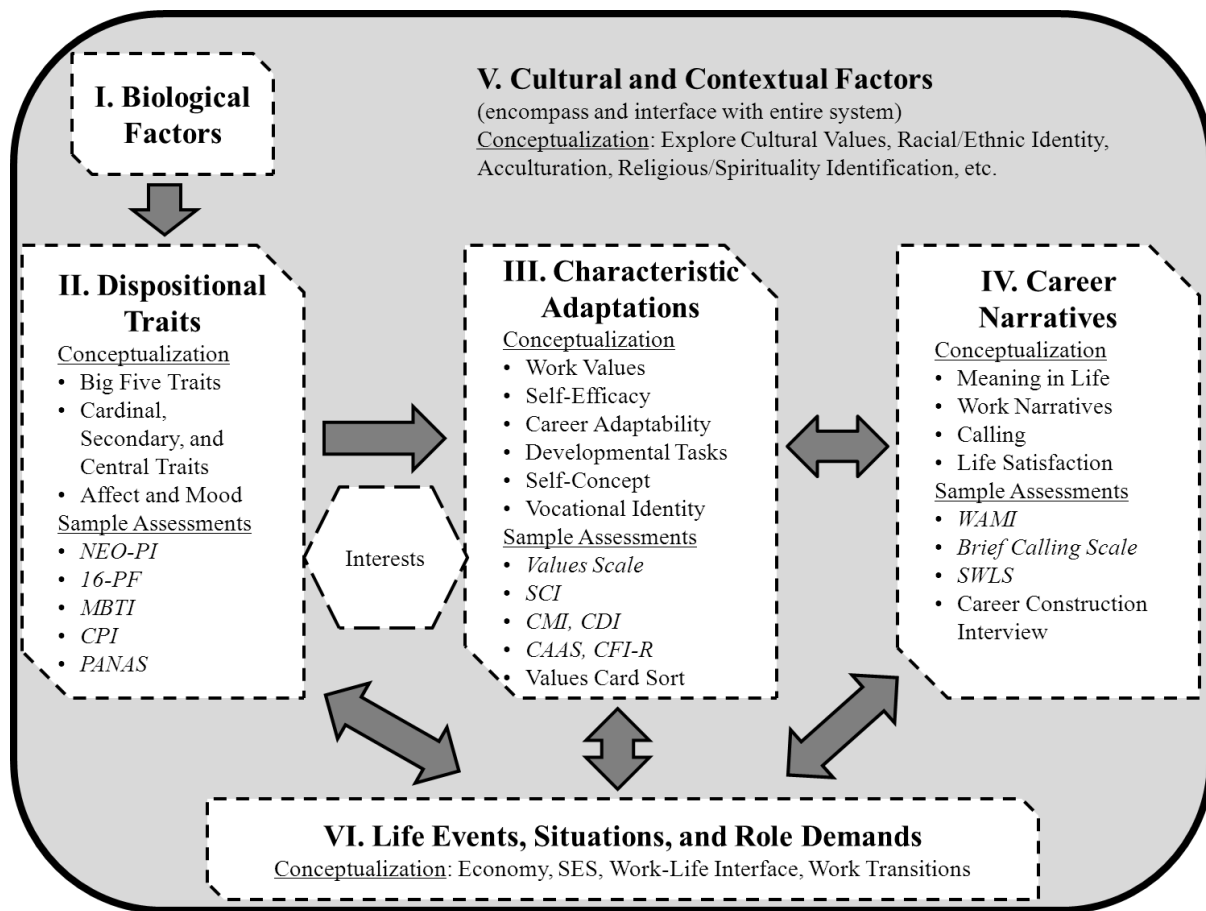 I. Biological
Factors
V. Cultural and Contextual Factors
(encompass and interface with entire system)
Conceptualization: Explore Cultural Values, Racial/Ethnic Identity,
Acculturation, Religious/Spirituality Identification, etc.
II. Dispositional
Traits
Conceptualization
• Big Five Traits
• Cardinal,
Secondary, and
Central Traits
• Affect and Mood
Sample Assessments
• NEO-PI
• 16-PF
• MBTI
• CPI
• PANAS
Interests
III. Characteristic
Adaptations
Conceptualization
• Work Values
• Self-Efficacy
• Career Adaptability
• Developmental Tasks
• Self-Concept
• Vocational Identity
Sample Assessments
• Values Scale
• SCI
• CMI, CDI
• CAAS, CFI-R
• Values Card Sort
IV. Career
Narratives
Conceptualization
• Meaning in Life
• Work Narratives
• Calling
• Life Satisfaction
Sample Assessments
• WAMI
• Brief Calling Scale
• SWLS
• Career Construction
Interview
VI. Life Events, Situations, and Role Demands
Conceptualization: Economy, SES, Work-Life Interface, Work Transitions